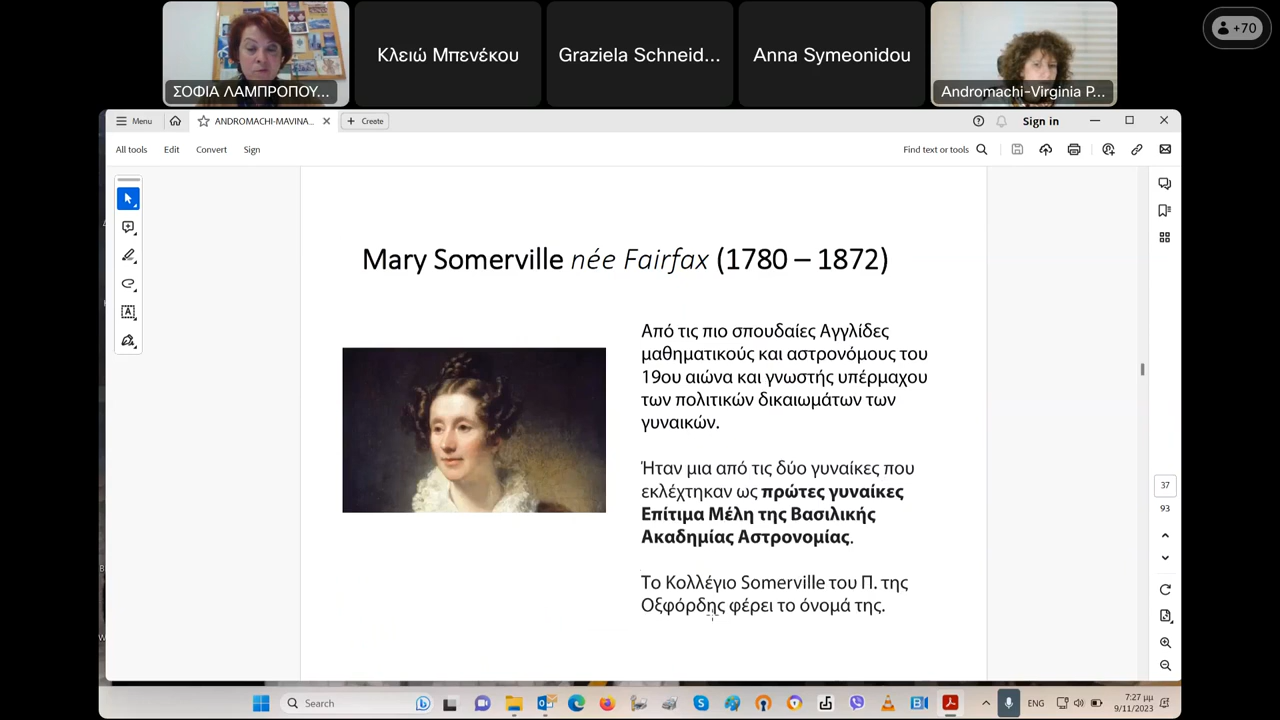 +70
ΣΟΦΙΑ ΛΑΜΠΡΟΠΟΥ...
Κλειώ Μπενέκου
Graziela Schneid...
Anna Symeonidou
Andromachi-Virginia P...
Menu
ANDROMACHI-MAVINA...
Create
Sign in
All tools
Edit
Convert
Sign
Find text or tools
Mary Somerville née Fairfax (1780 – 1872)
Από τις πιο σπουδαίες Αγγλίδες
μαθηματικούς και αστρονόμους του
19ου αιώνα και γνωστής υπέρμαχου
των πολιτικών δικαιωμάτων των
γυναικών.
Ήταν μια από τις δύο γυναίκες που
εκλέχτηκαν ως πρώτες γυναίκες
Επίτιμα Μέλη της Βασιλικής
Ακαδημίας Αστρονομίας.
Το Κολλέγιο Somerville του Π. της
Οξφόρδης φέρει το όνομά της.
37
93
Search
ENG
7:27 μμ
9/11/2023